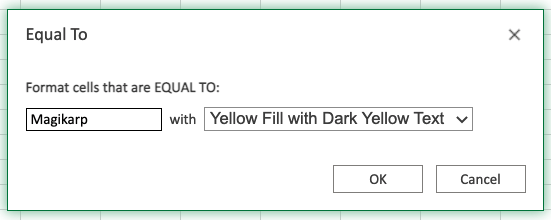 Equal To
Format cells that are EQUAL TO:
Magikarp with Yellow Fill with Dark Yellow Text
OK Cancel